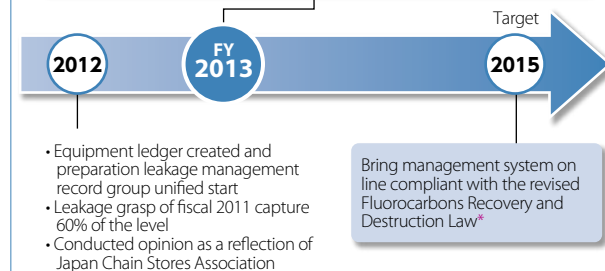 Target
2012
FY
2013
2015
• Equipment ledger created and
preparation leakage management
record group unified start
• Leakage grasp of fiscal 2011 capture
60% of the level
• Conducted opinion as a reflection of
Japan Chain Stores Association
Bring management system on
line compliant with the revised
Fluorocarbons Recovery and
Destruction Law*